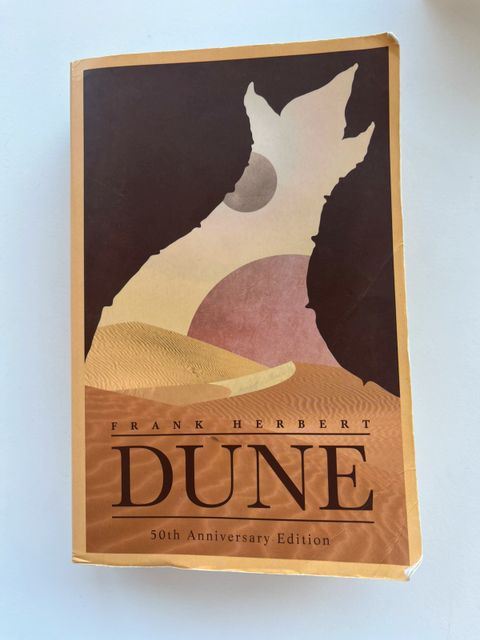 FRANK HERBERT
DUNE
50th Anniversary Edition